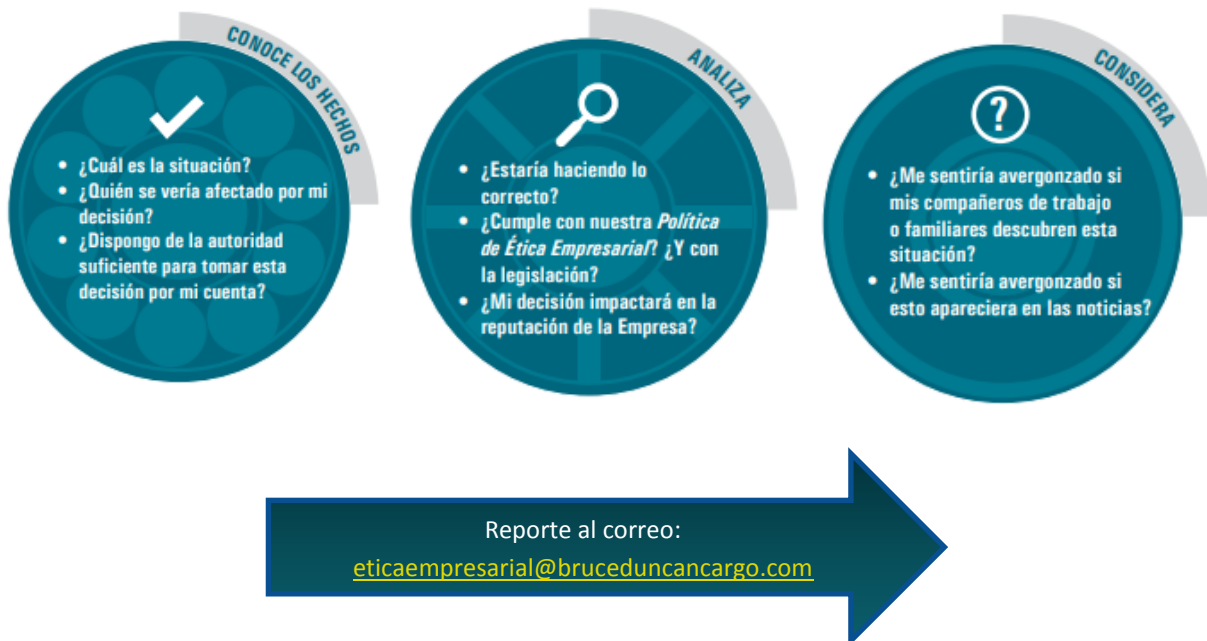 CONOCE LOS HECHOS
• ¿Cuál es la situación?
• ¿Quién se vería afectado por mi
decisión?
• ¿Dispongo de la autoridad
suficiente para tomar esta
decisión por mi cuenta?
ANALIZA
• ¿Estaría haciendo lo
correcto?
• ¿Cumple con nuestra Política
de Ética Empresarial? ¿Y con
la legislación?
• ¿Mi decisión impactará en la
reputación de la Empresa?
CONSIDERA
?
• ¿Me sentiría avergonzado si
mis compañeros de trabajo
o familiares descubren esta
situación?
• ¿Me sentiría avergonzado si
esto apareciera en las noticias?
Reporte al correo:
eticaempresarial@bruceduncancargo.com